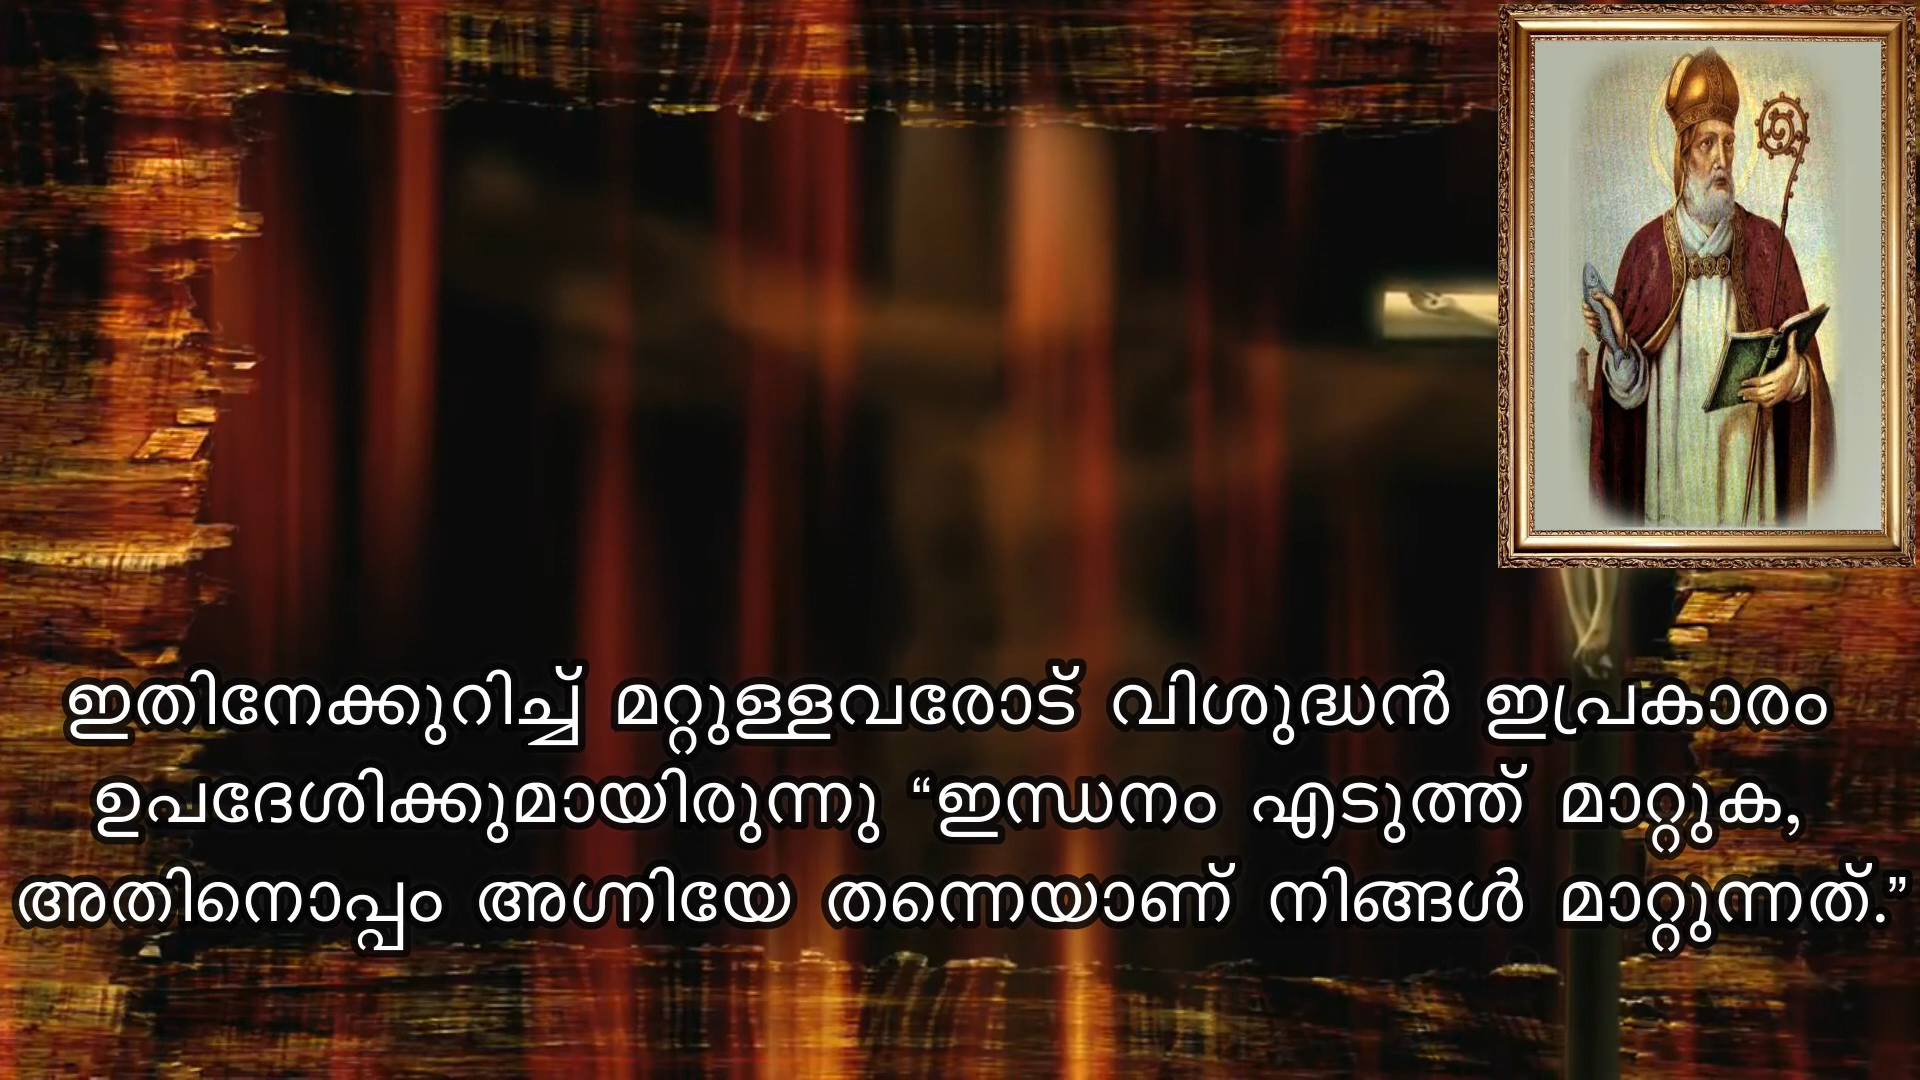 ഇതിനേക്കുറിച്ച് മറ്റുള്ളവരോട് വിശുദ്ധൻ ഇപ്രകാരം
ഉപദേശിക്കുമായിരുന്നു “ഇന്ധനം എടുത്ത് മാറ്റുക,
അതിനൊപ്പം അഗ്നിയേ തന്നെയാണ് നിങ്ങൾ മാറ്റുന്നത്.”